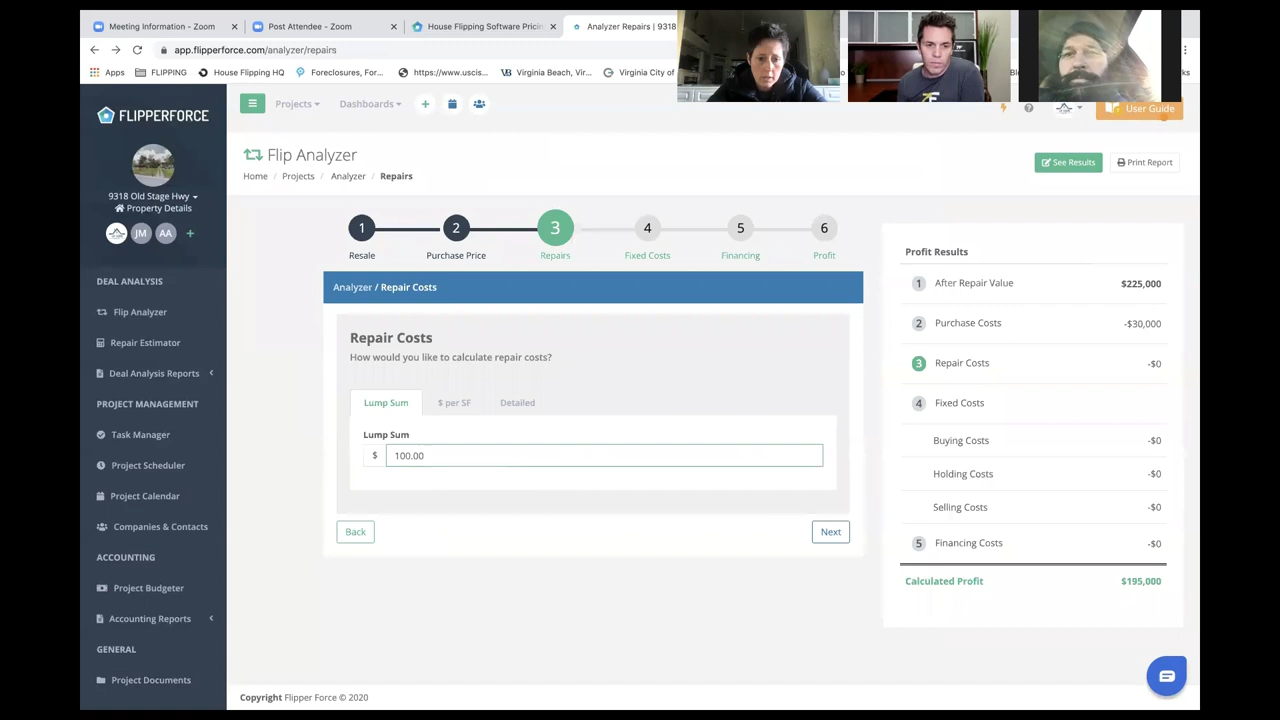 Meeting Information - Zoom
Post Attendee - Zoom
House Flipping Software Pricin
Analyzer Repairs | 9318
app.flipperforce.com/analyzer/repairs
Apps
FLIPPING
House Flipping HQ
Foreclosures, For...
https://www.uscis...
Virginia Beach, Vir...
Virginia City of
FLIPPERFORCE
Projects
Dashboards
User Guide
9318 Old Stage Hwy
Property Details
JM
AA
Flip Analyzer
Home / Projects / Analyzer / Repairs
See Results
Print Report
DEAL ANALYSIS
Flip Analyzer
Repair Estimator
Deal Analysis Reports
PROJECT MANAGEMENT
Task Manager
Project Scheduler
Project Calendar
Companies & Contacts
ACCOUNTING
Project Budgeter
Accounting Reports
GENERAL
Project Documents
1 2 3 4 5 6
Resale Purchase Price Repairs Fixed Costs Financing Profit
Analyzer / Repair Costs
Repair Costs
How would you like to calculate repair costs?
Lump Sum $ per SF Detailed
Lump Sum
$ 100.00
Back
Next
Profit Results
1 After Repair Value $225,000
2 Purchase Costs -$30,000
3 Repair Costs -$0
4 Fixed Costs
Buying Costs -$0
Holding Costs -$0
Selling Costs -$0
5 Financing Costs -$0
Calculated Profit $195,000
Copyright Flipper Force © 2020